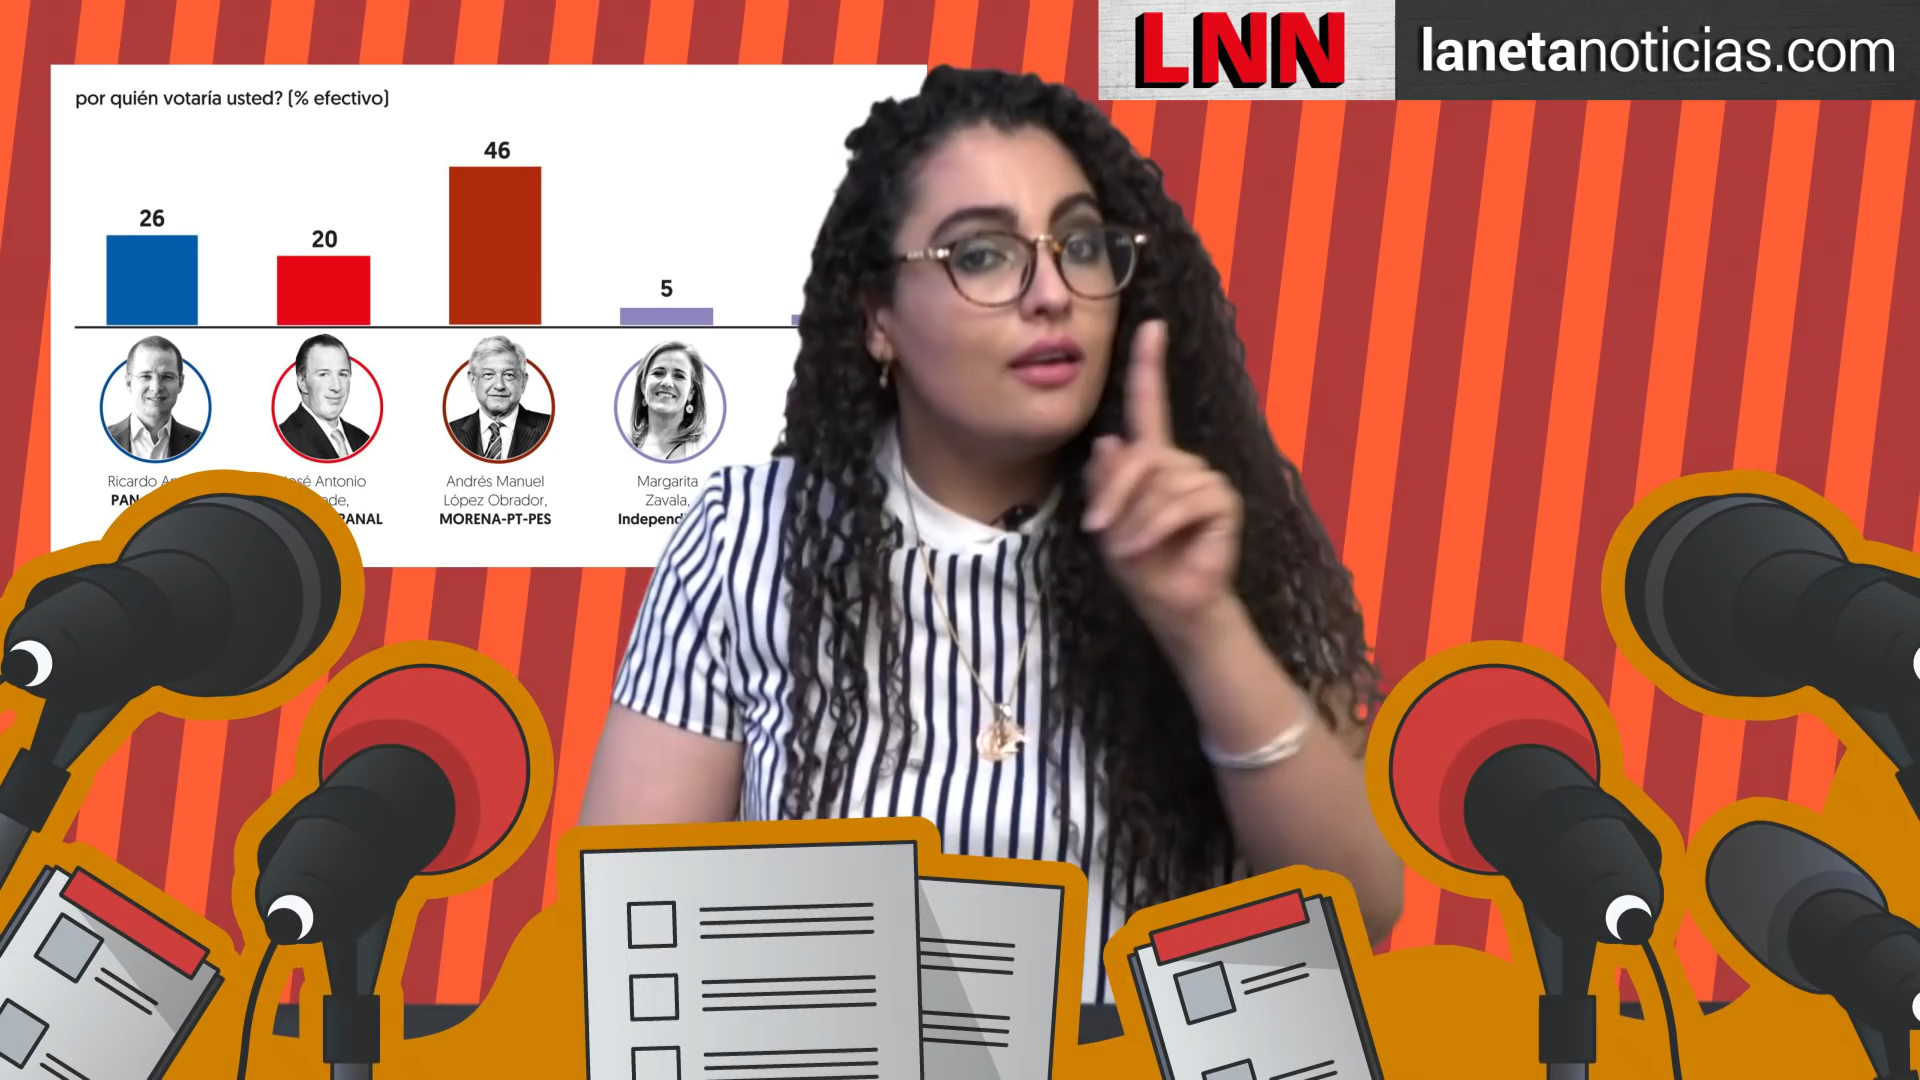 LNN
lanetanoticias.com
por quién votaría usted? (% efectivo)
26
20
46
5
Ricardo
PAN
José Antonio
Andrés Manuel
López Obrador,
MORENA-PT-PES
Margarita
Zavala,